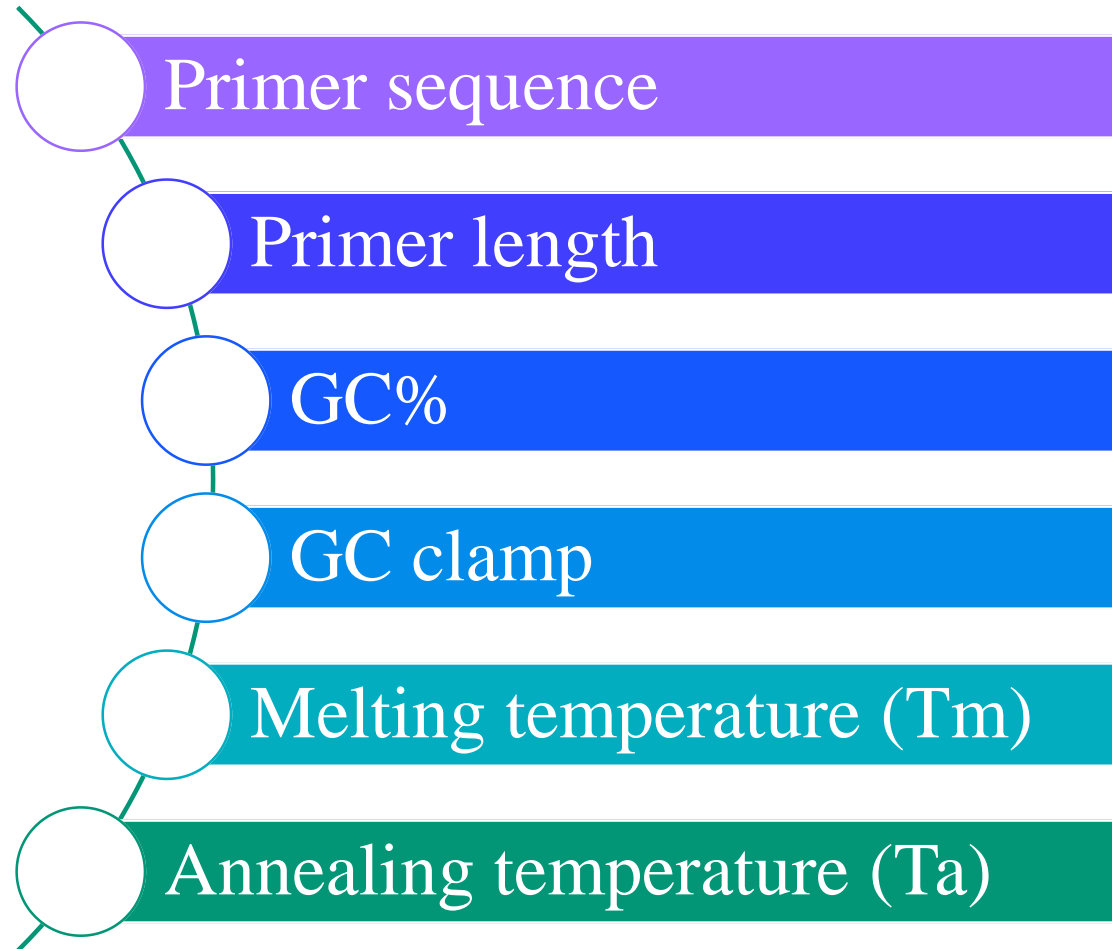 Primer sequence
Primer length
GC%
GC clamp
Melting temperature (Tm)
Annealing temperature (Ta)